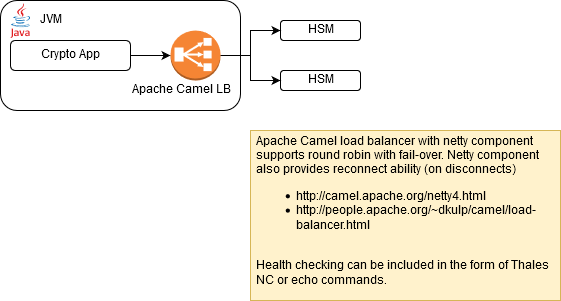 JVM
Java
Crypto App
Apache Camel LB
HSM
HSM
Apache Camel load balancer with netty component
supports round robin with fail-over. Netty component
also provides reconnect ability (on disconnects)
• http://camel.apache.org/netty4.html
• http://people.apache.org/~dkulp/camel/load-
balancer.html
Health checking can be included in the form of Thales
NC or echo commands.